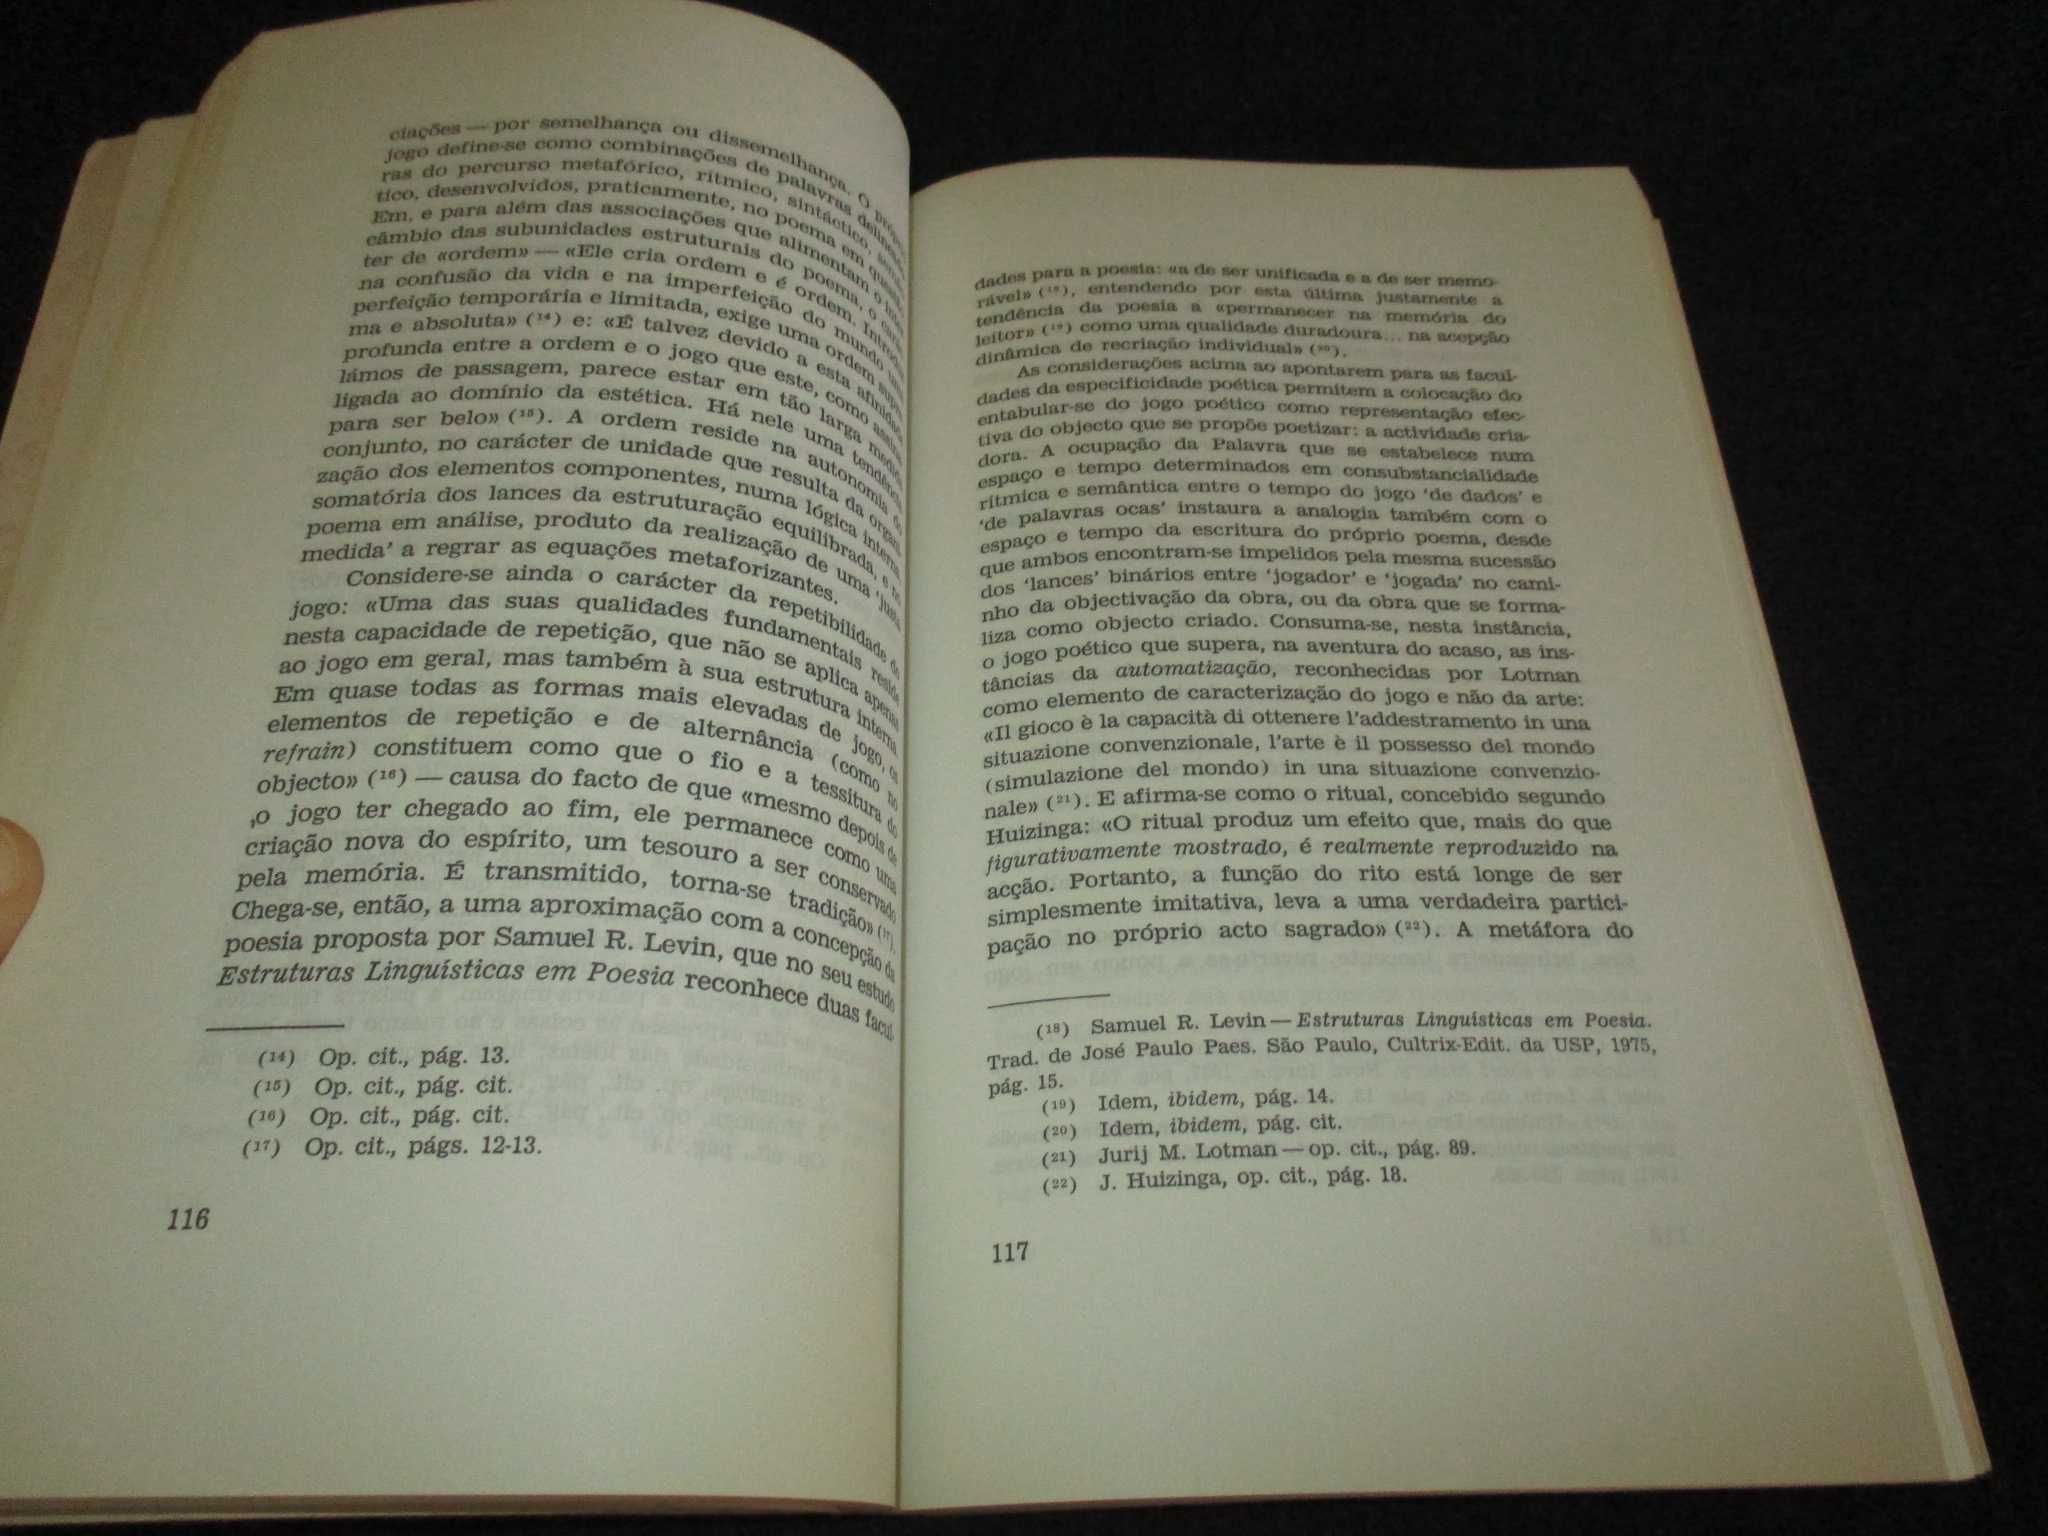 ciações — por semelhança ou dissemelhança. O
jogo define-se como combinações de palavras
ras do percurso metafórico, rítmico, sintáctico,
tico, desenvolvidos, praticamente, no poema em questão
Em, e para além das associações que alimentam o
câmbio das subunidades estruturais do poema, o
ter de «ordem» — «Ele cria ordem e é ordem.
na confusão da vida e na imperfeição do mundo
perfeição temporária e limitada, exige uma ordem
ma e absoluta» (¹⁴) e: «É talvez devido a esta afinidade
profunda entre a ordem e o jogo que este, como
lámos de passagem, parece estar em tão larga medida
ligada ao domínio da estética. Há nele uma tendência
para ser belo» (¹⁵). A ordem reside na autonomia do
conjunto, no carácter de unidade que resulta da organi-
zação dos elementos componentes, numa lógica interna,
somatória dos lances da estruturação equilibrada, e, no
poema em análise, produto da realização de uma 'justa
medida' a regrar as equações metaforizantes.
Considere-se ainda o carácter da repetibilidade do
jogo: «Uma das suas qualidades fundamentais reside
nesta capacidade de repetição, que não se aplica apenas
ao jogo em geral, mas também à sua estrutura interna.
Em quase todas as formas mais elevadas de jogo, os
elementos de repetição e de alternância (como no
refrain) constituem como que o fio e a tessitura do
objecto» (¹⁶) — causa do facto de que «mesmo depois de
,o jogo ter chegado ao fim, ele permanece como uma
criação nova do espírito, um tesouro a ser conservado
pela memória. É transmitido, torna-se tradição» (¹⁷).
Chega-se, então, a uma aproximação com a concepção da
poesia proposta por Samuel R. Levin, que no seu estudo
Estruturas Linguísticas em Poesia reconhece duas facul-
(¹⁴) Op. cit., pág. 13.
(¹⁵) Op. cit., pág. cit.
(¹⁶) Op. cit., pág. cit.
(¹⁷) Op. cit., págs. 12-13.
116
dades para a poesia: «a de ser unificada e a de ser memo-
rável» (¹⁸), entendendo por esta última justamente a
tendência da poesia a «permanecer na memória do
leitor» (¹⁹) como uma qualidade duradoura... na acepção
dinâmica de recriação individual» (²⁰).
As considerações acima ao apontarem para as facul-
dades da especificidade poética permitem a colocação do
entabular-se do jogo poético como representação efec-
tiva do objecto que se propõe poetizar: a actividade cria-
dora. A ocupação da Palavra que se estabelece num
espaço e tempo determinados em consubstancialidade
rítmica e semântica entre o tempo do jogo 'de dados' e
'de palavras ocas' instaura a analogia também com o
espaço e tempo da escritura do próprio poema, desde
que ambos encontram-se impelidos pela mesma sucessão
dos 'lances' binários entre 'jogador' e 'jogada' no cami-
nho da objectivação da obra, ou da obra que se forma-
liza como objecto criado. Consuma-se, nesta instância,
o jogo poético que supera, na aventura do acaso, as ins-
tâncias da automatização, reconhecidas por Lotman
como elemento de caracterização do jogo e não da arte:
«Il gioco è la capacità di ottenere l'addestramento in una
situazione convenzionale, l'arte è il possesso del mondo
(simulazione del mondo) in una situazione convenzio-
nale» (²¹). E afirma-se como o ritual, concebido segundo
Huizinga: «O ritual produz um efeito que, mais do que
figurativamente mostrado, é realmente reproduzido na
acção. Portanto, a função do rito está longe de ser
simplesmente imitativa, leva a uma verdadeira partici-
pação no próprio acto sagrado» (²²). A metáfora do
(¹⁸) Samuel R. Levin — Estruturas Linguísticas em Poesia.
Trad. de José Paulo Paes. São Paulo, Cultrix-Edit. da USP, 1975,
pág. 15.
(¹⁹) Idem, ibidem, pág. 14.
(²⁰) Idem, ibidem, pág. cit.
(²¹) Jurij M. Lotman — op. cit., pág. 89.
(²²) J. Huizinga, op. cit., pág. 18.
117